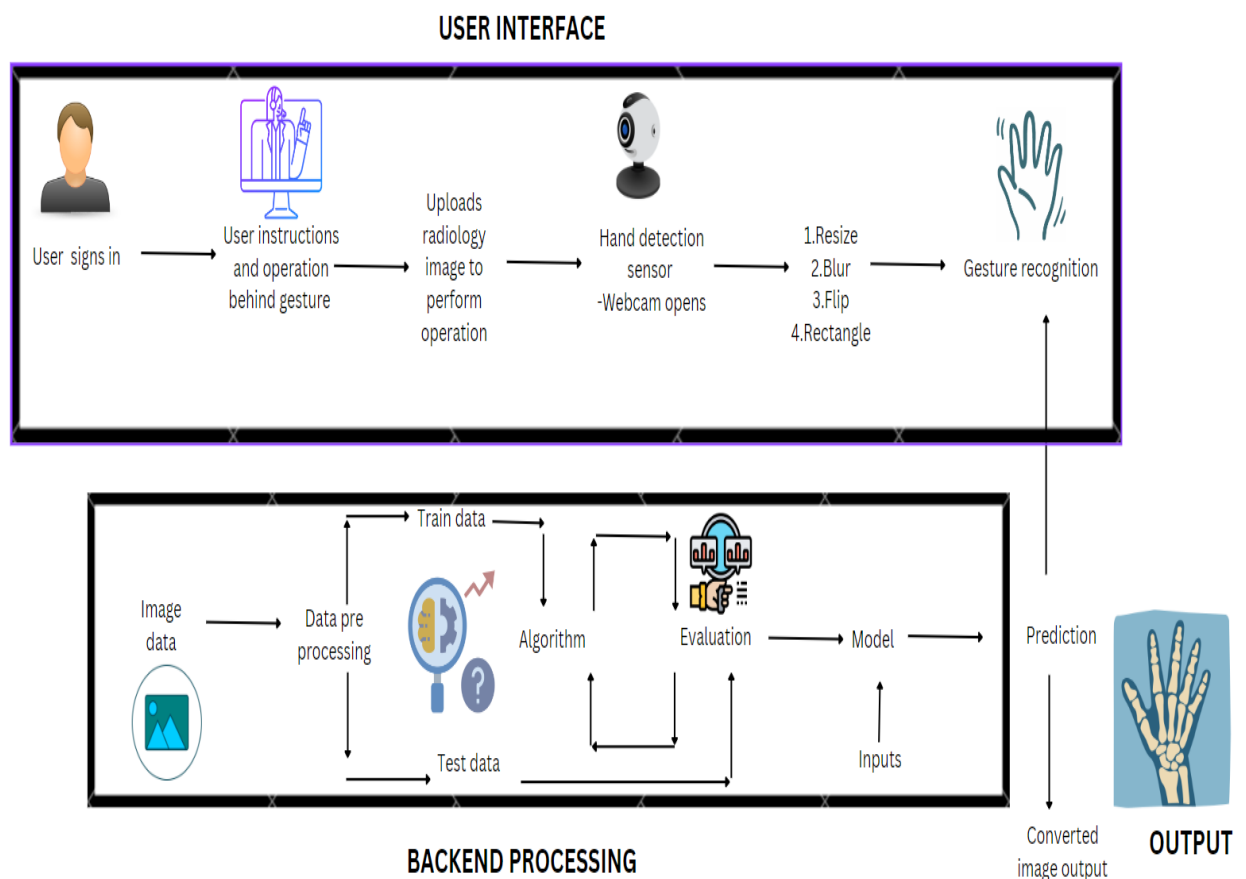 USER INTERFACE
User signs in
User instructions
and operation
behind gesture
Uploads
radiology
image to
perform
operation
Hand detection
sensor
-Webcam opens
1.Resize
2.Blur
3.Flip
4.Rectangle
Gesture recognition
Image
data
Data pre
processing
Train data
Test data
Algorithm
Evaluation
Model
Inputs
Prediction
Converted
image output
OUTPUT
BACKEND PROCESSING